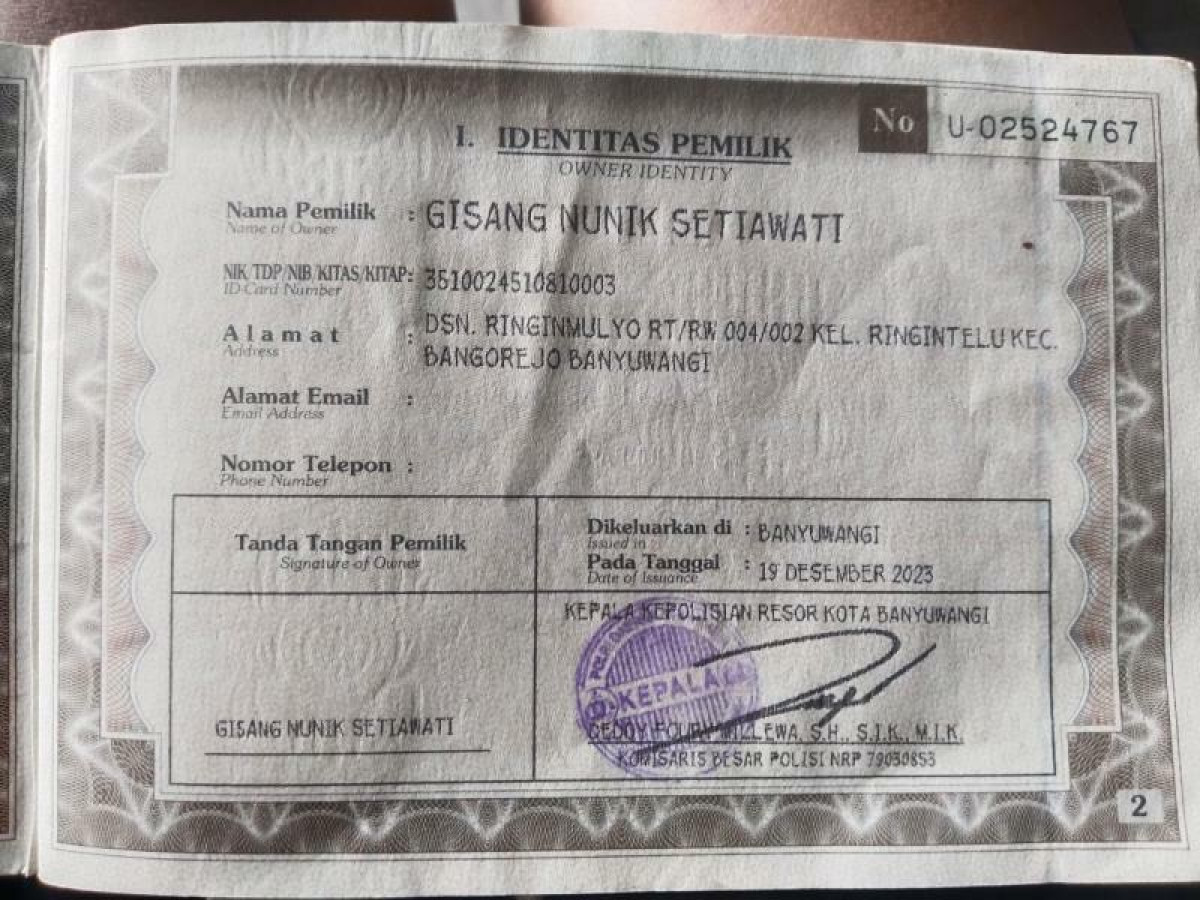 No U-02524767
I. IDENTITAS PEMILIK
OWNER IDENTITY
Nama Pemilik : GISANG NUNIK SETIAWATI
Name of Owner
NIK/TDP/NIB/KITAS/KITAP: 3510024510810003
ID Card Number
Alamat : DSN. RINGINMULYO RT/RW 004/002 KEL. RINGINTELU KEC.
Address
BANGOREJO BANYUWANGI
Alamat Email :
Email Address
Nomor Telepon :
Phone Number
Tanda Tangan Pemilik
Signature of Owner
Dikeluarkan di : BANYUWANGI
Issued in
Pada Tanggal : 19 DESEMBER 2023
Date of Issuance
KEPALA KEPOLISIAN RESOR KOTA BANYUWANGI
KEPALA
GISANG NUNIK SETIAWATI
DEDDY FOURY MILLEWA, S.H., S.I.K., M.I.K.
KOMISARIS BESAR POLISI NRP 79030853
2